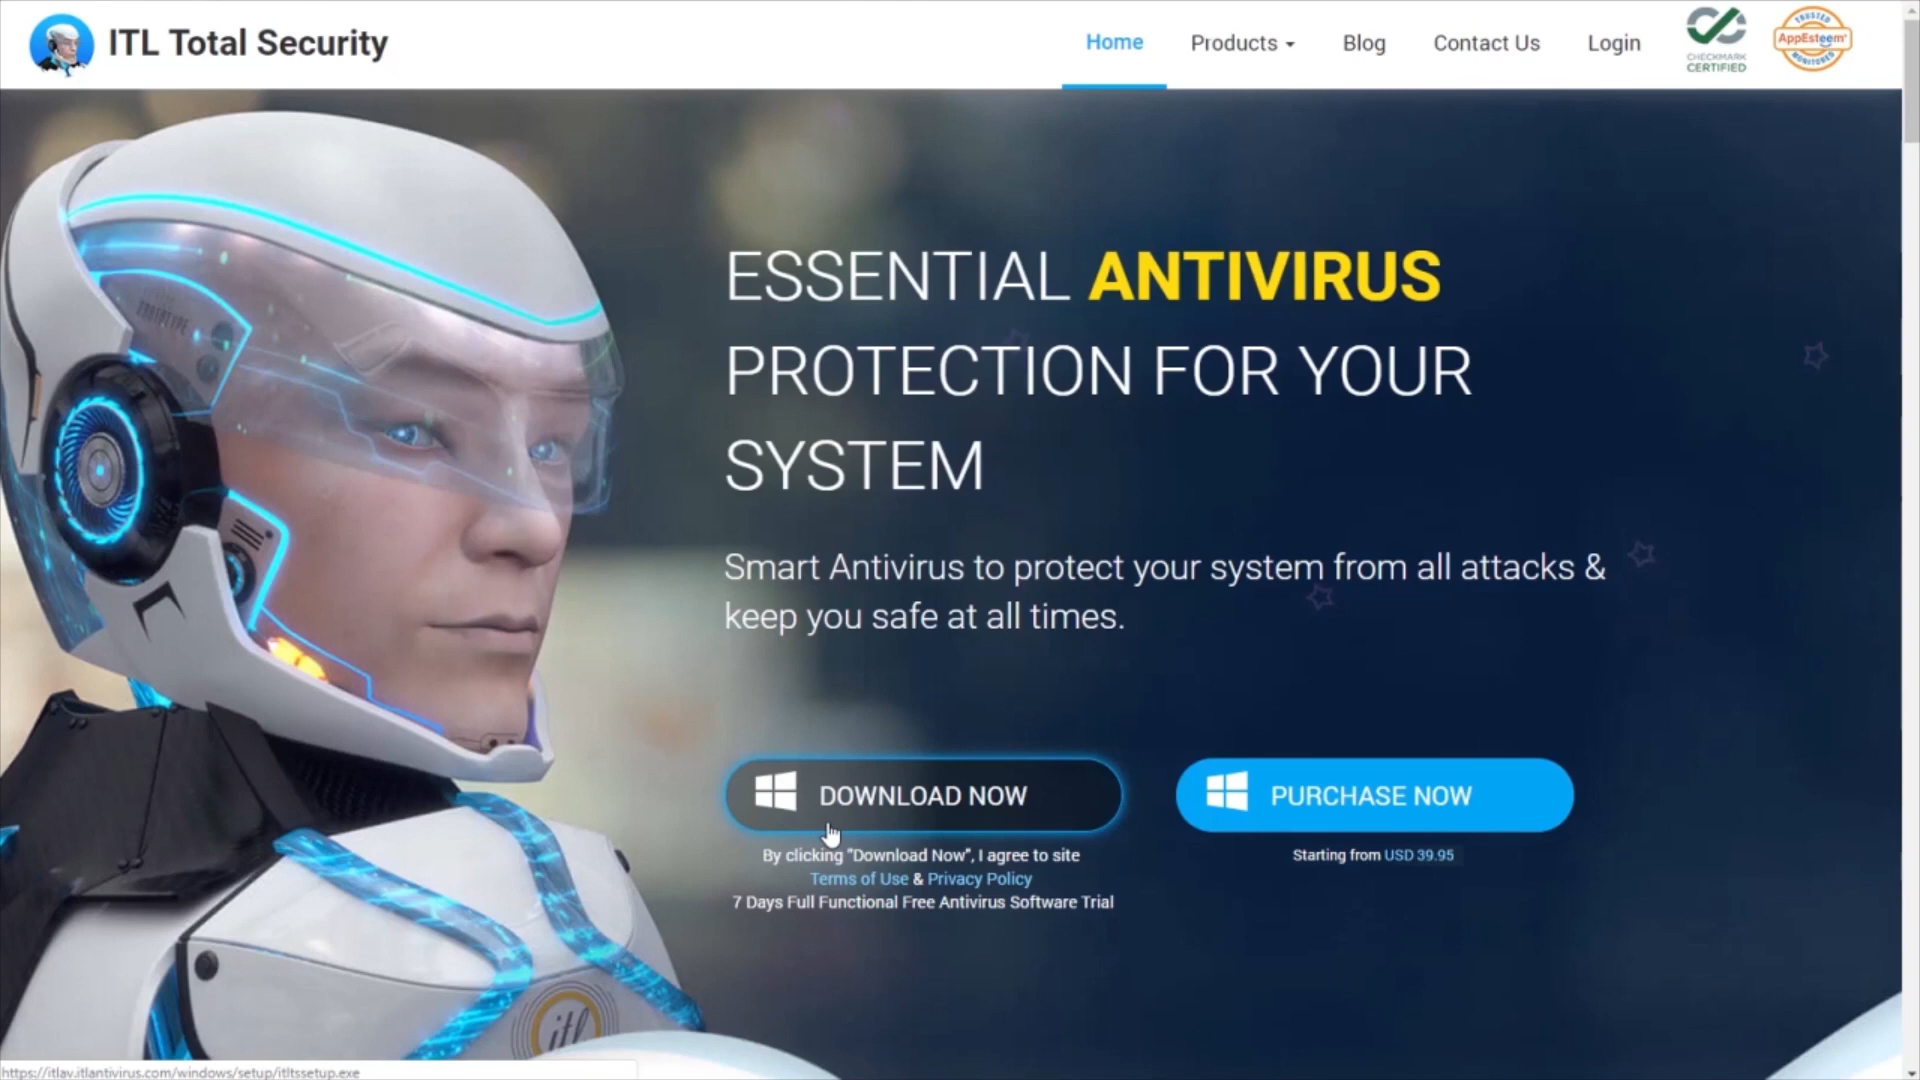 ITL Total Security
Home
Products
Blog
Contact Us
Login
CHECKMARK
CERTIFIED
TRUSTED
AppEsteem
MONITORED
ESSENTIAL ANTIVIRUS
PROTECTION FOR YOUR
SYSTEM
Smart Antivirus to protect your system from all attacks &
keep you safe at all times.
DOWNLOAD NOW
PURCHASE NOW
By clicking "Download Now", I agree to site
Terms of Use & Privacy Policy
7 Days Full Functional Free Antivirus Software Trial
Starting from USD 39.95
itl
https://itlav.itlantivirus.com/windows/setup/itltssetup.exe